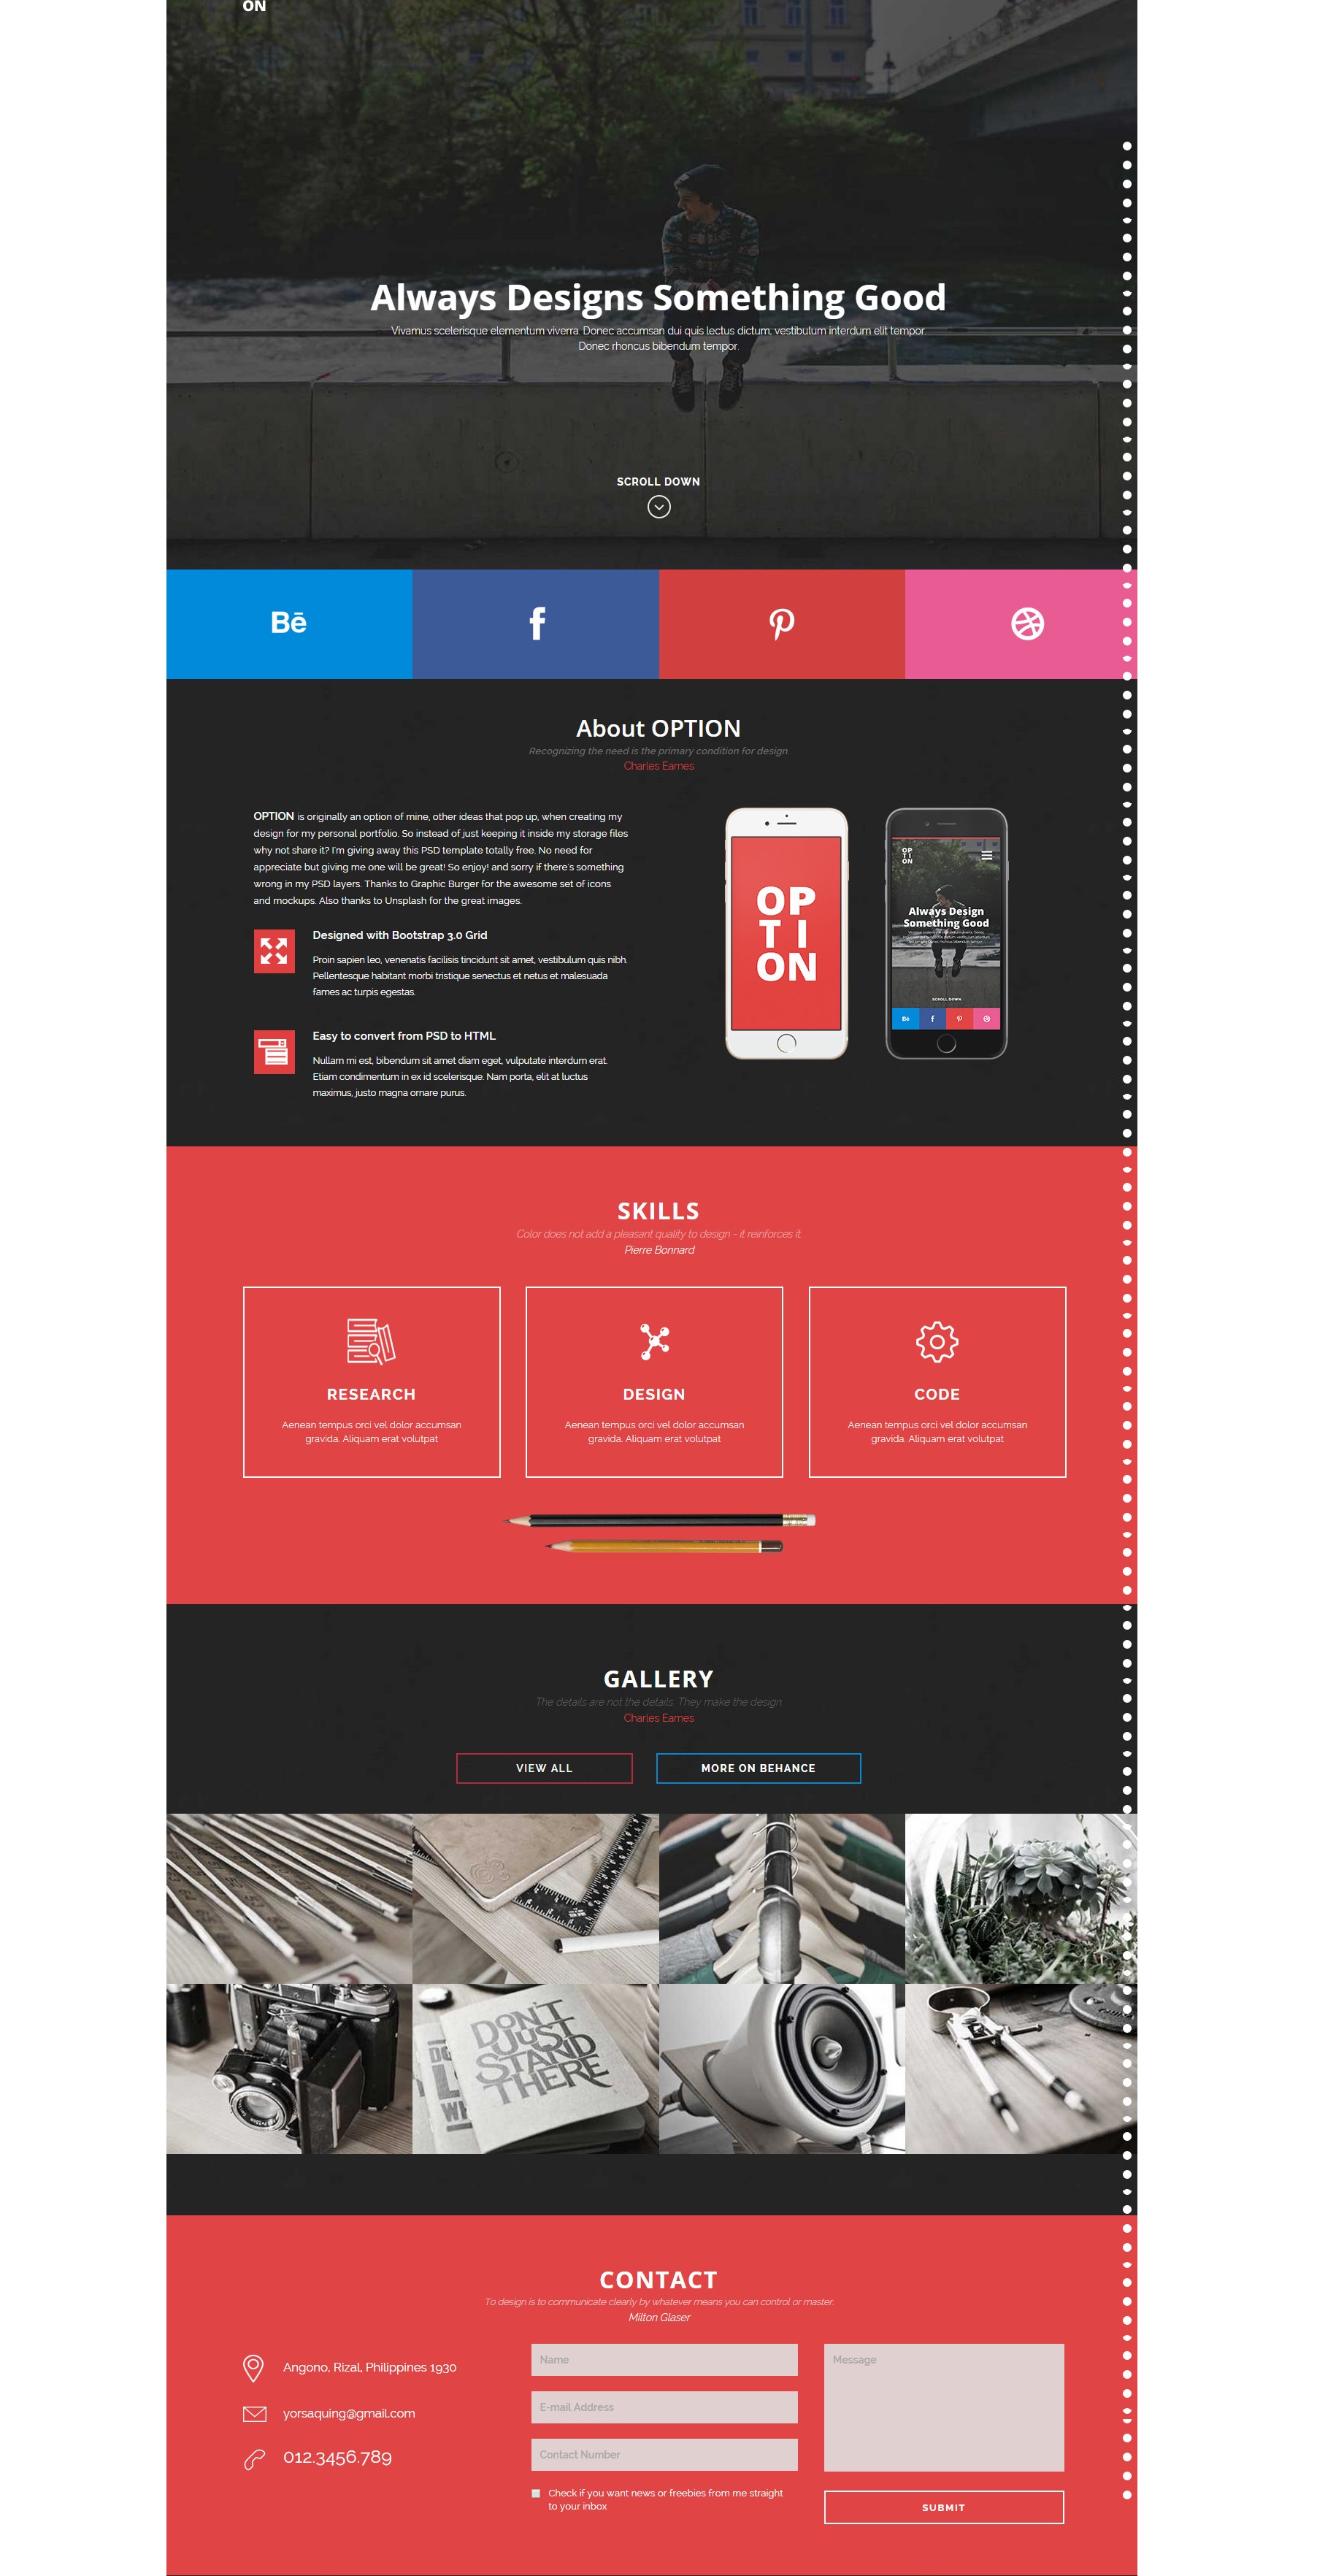 ON
Always Designs Something Good
Vivamus scelerisque elementum viverra. Donec accumsan dui quis lectus dictum, vestibulum interdum elit tempor.
Donec rhoncus bibendum tempor.
SCROLL DOWN
Bē
f
About OPTION
Recognizing the need is the primary condition for design.
Charles Eames
OPTION is originally an option of mine, other ideas that pop up, when creating my
design for my personal portfolio. So instead of just keeping it inside my storage files
why not share it? I'm giving away this PSD template totally free. No need for
appreciate but giving me one will be great! So enjoy! and sorry if there's something
wrong in my PSD layers. Thanks to Graphic Burger for the awesome set of icons
and mockups. Also thanks to Unsplash for the great images.
Designed with Bootstrap 3.0 Grid
Proin sapien leo, venenatis facilisis tincidunt sit amet, vestibulum quis nibh.
Pellentesque habitant morbi tristique senectus et netus et malesuada
fames ac turpis egestas.
Easy to convert from PSD to HTML
Nullam mi est, bibendum sit amet diam eget, vulputate interdum erat.
Etiam condimentum in ex id scelerisque. Nam porta, elit at luctus
maximus, justo magna ornare purus.
OP
TI
ON
OP
TI
ON
Always Design
Something Good
SCROLL DOWN
Bē
f
SKILLS
Color does not add a pleasant quality to design - it reinforces it.
Pierre Bonnard
RESEARCH
Aenean tempus orci vel dolor accumsan
gravida. Aliquam erat volutpat
DESIGN
Aenean tempus orci vel dolor accumsan
gravida. Aliquam erat volutpat
CODE
Aenean tempus orci vel dolor accumsan
gravida. Aliquam erat volutpat
GALLERY
The details are not the details. They make the design
Charles Eames
VIEW ALL
MORE ON BEHANCE
DON'T
JUST
STAND
THERE
CONTACT
To design is to communicate clearly by whatever means you can control or master.
Milton Glaser
Angono, Rizal, Philippines 1930
yorsaquing@gmail.com
012.3456.789
Name
E-mail Address
Contact Number
Check if you want news or freebies from me straight
to your inbox
Message
SUBMIT